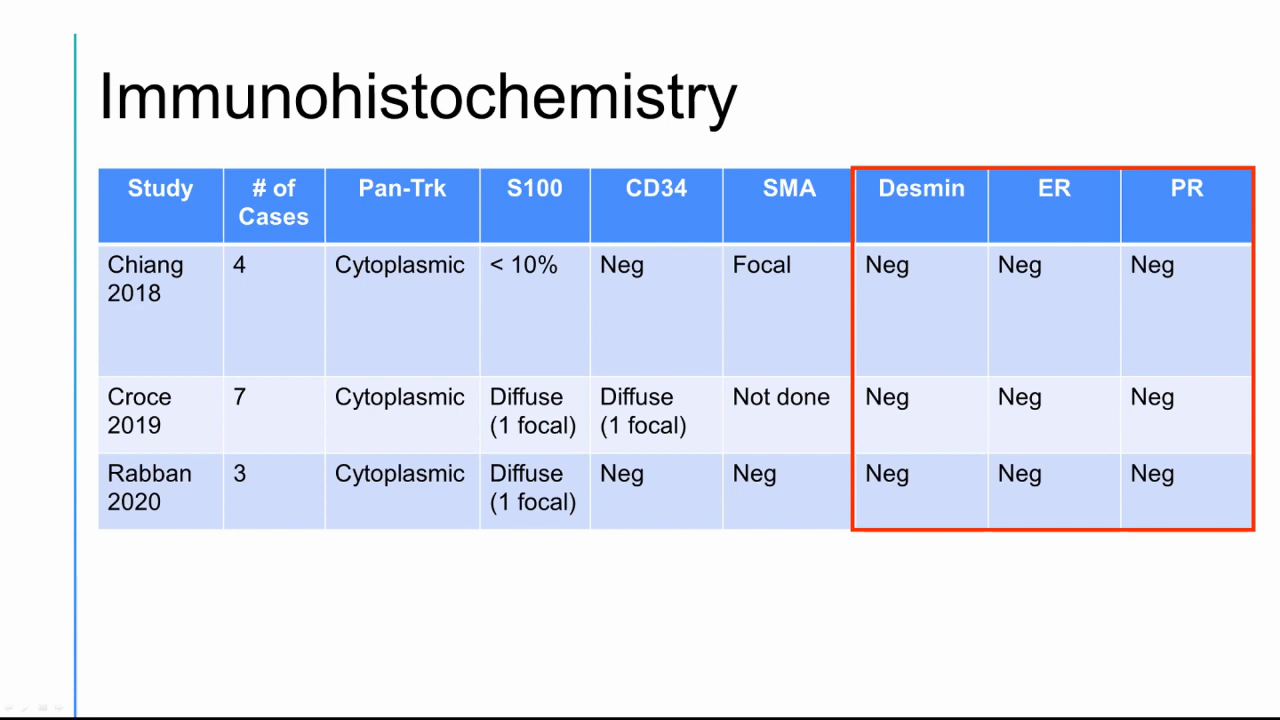 Immunohistochemistry
Study # of Cases Pan-Trk S100 CD34 SMA Desmin ER PR
Chiang 2018 4 Cytoplasmic < 10% Neg Focal Neg Neg Neg
Croce 2019 7 Cytoplasmic Diffuse (1 focal) Diffuse (1 focal) Not done Neg Neg Neg
Rabban 2020 3 Cytoplasmic Diffuse (1 focal) Neg Neg Neg Neg Neg